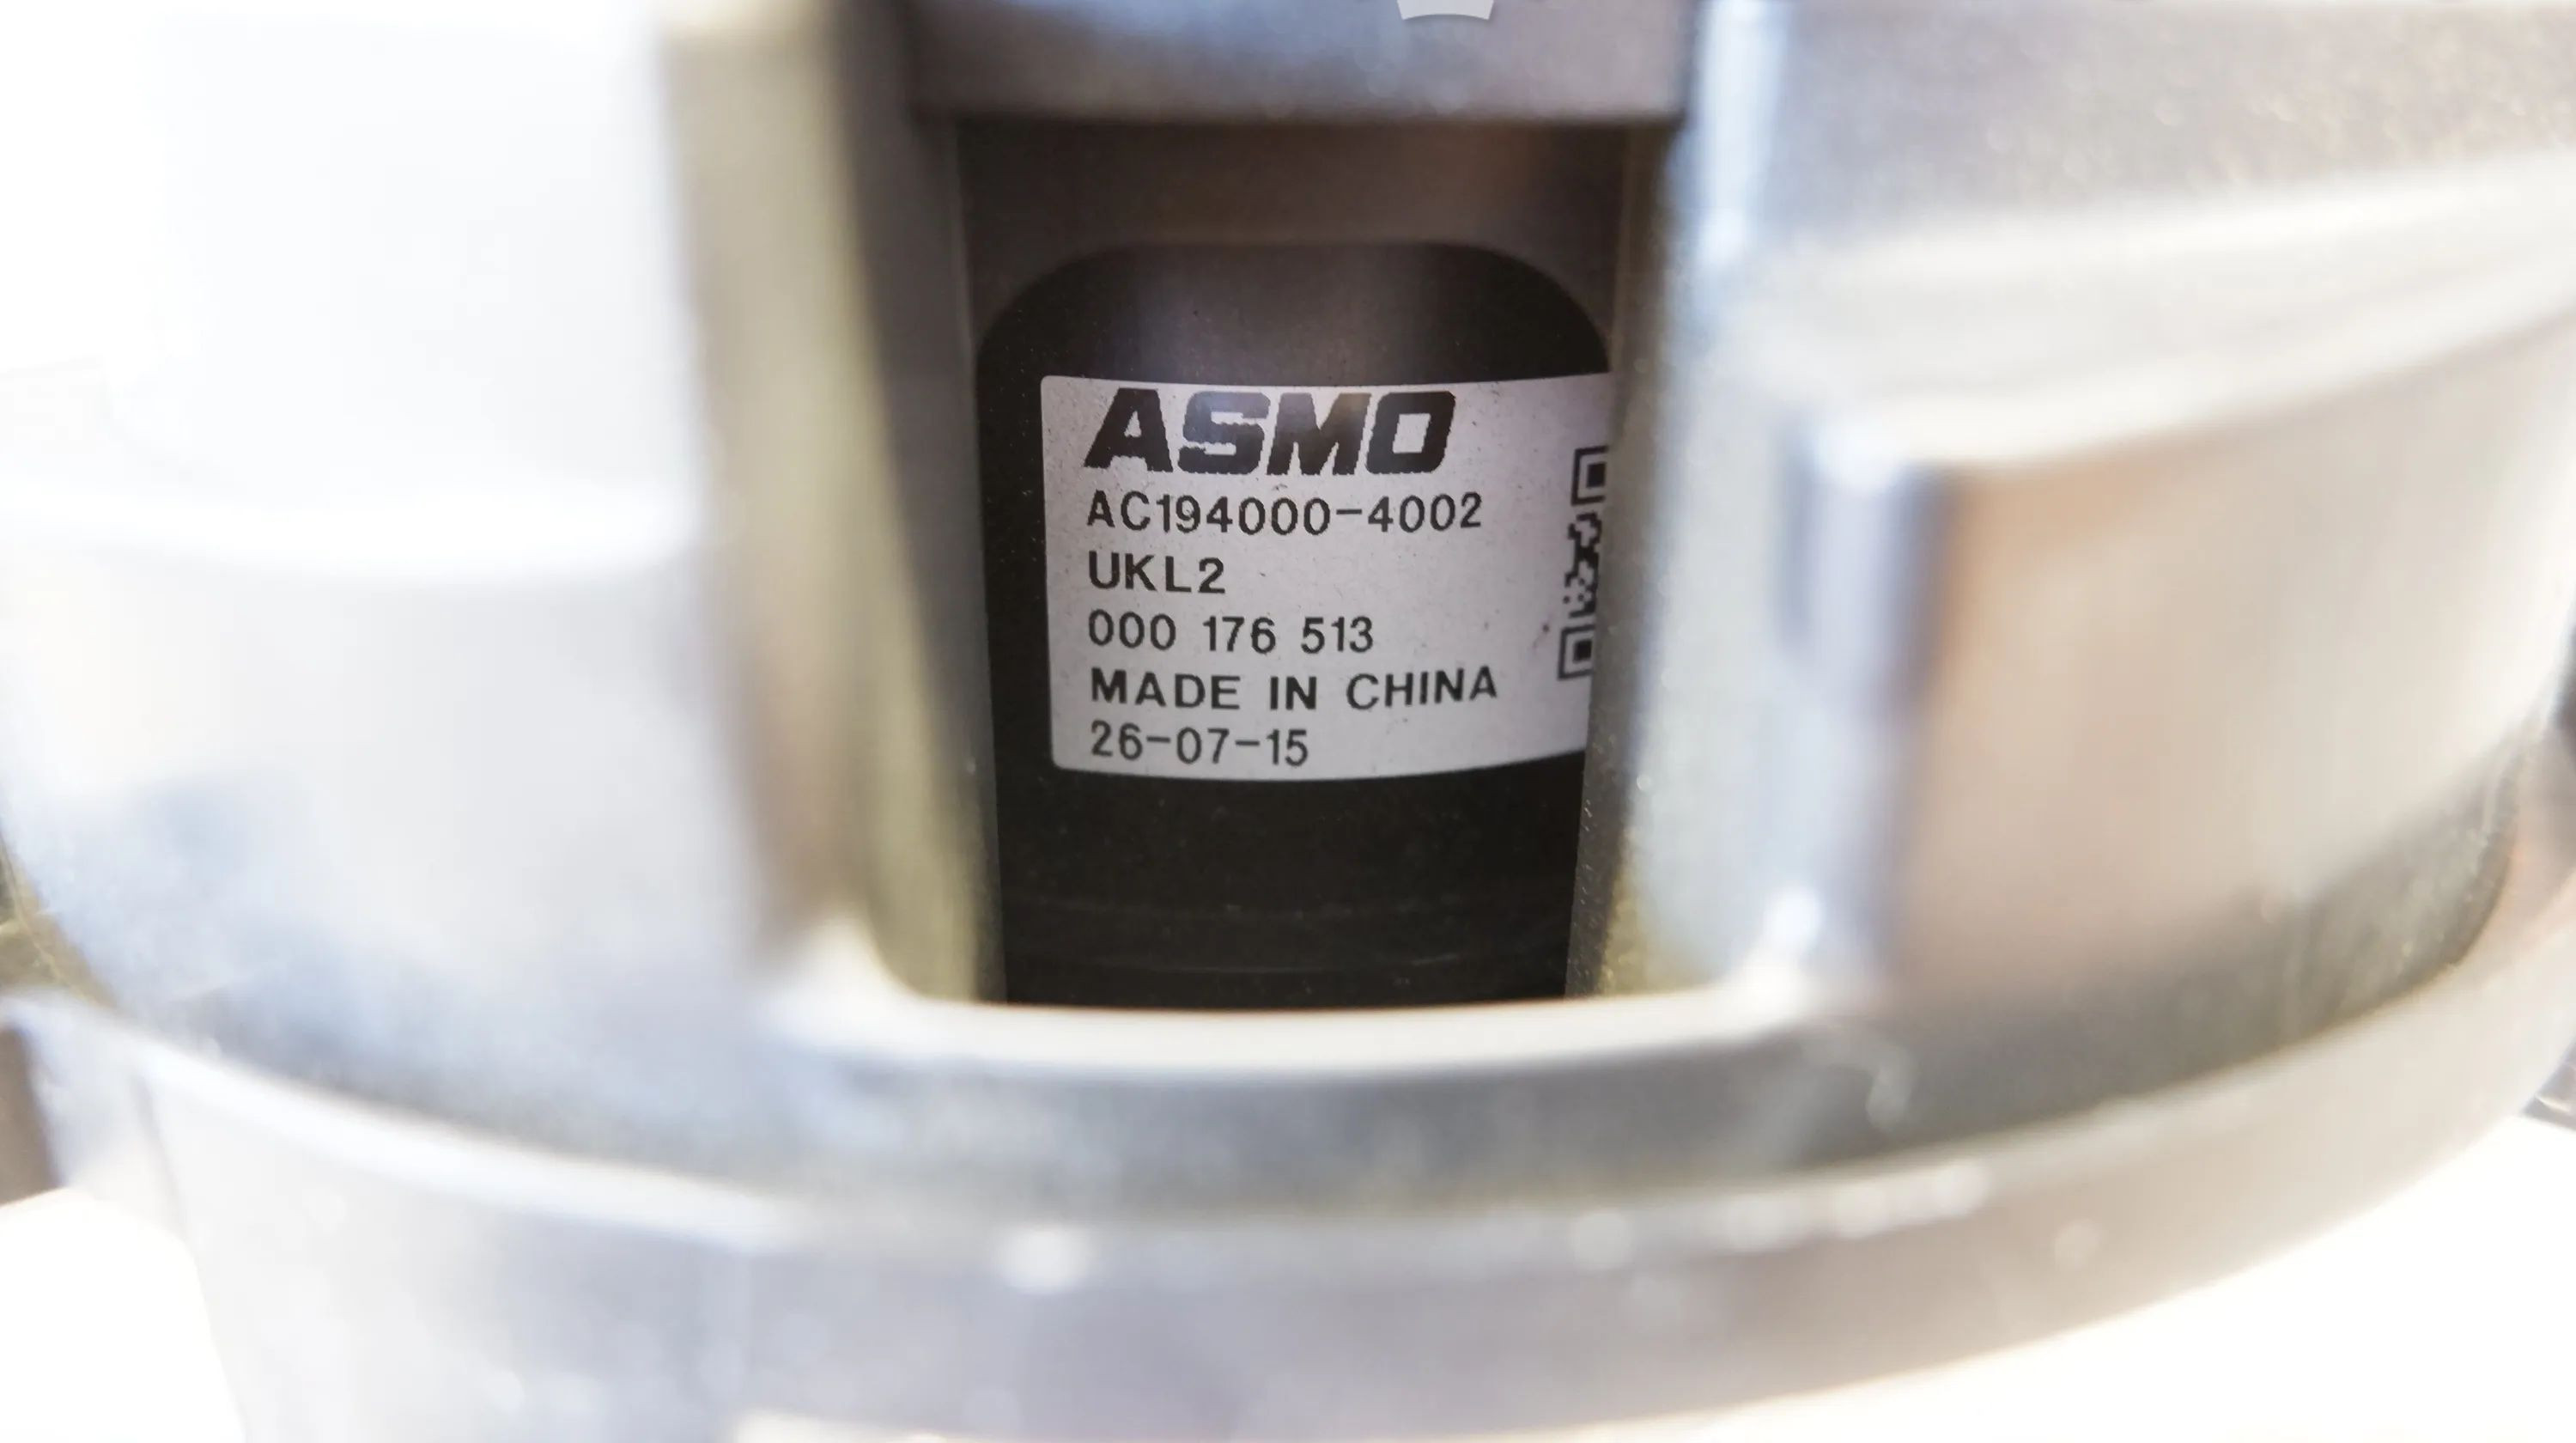 ASMO
AC194000-4002
UKL2
000 176 513
MADE IN CHINA
26-07-15